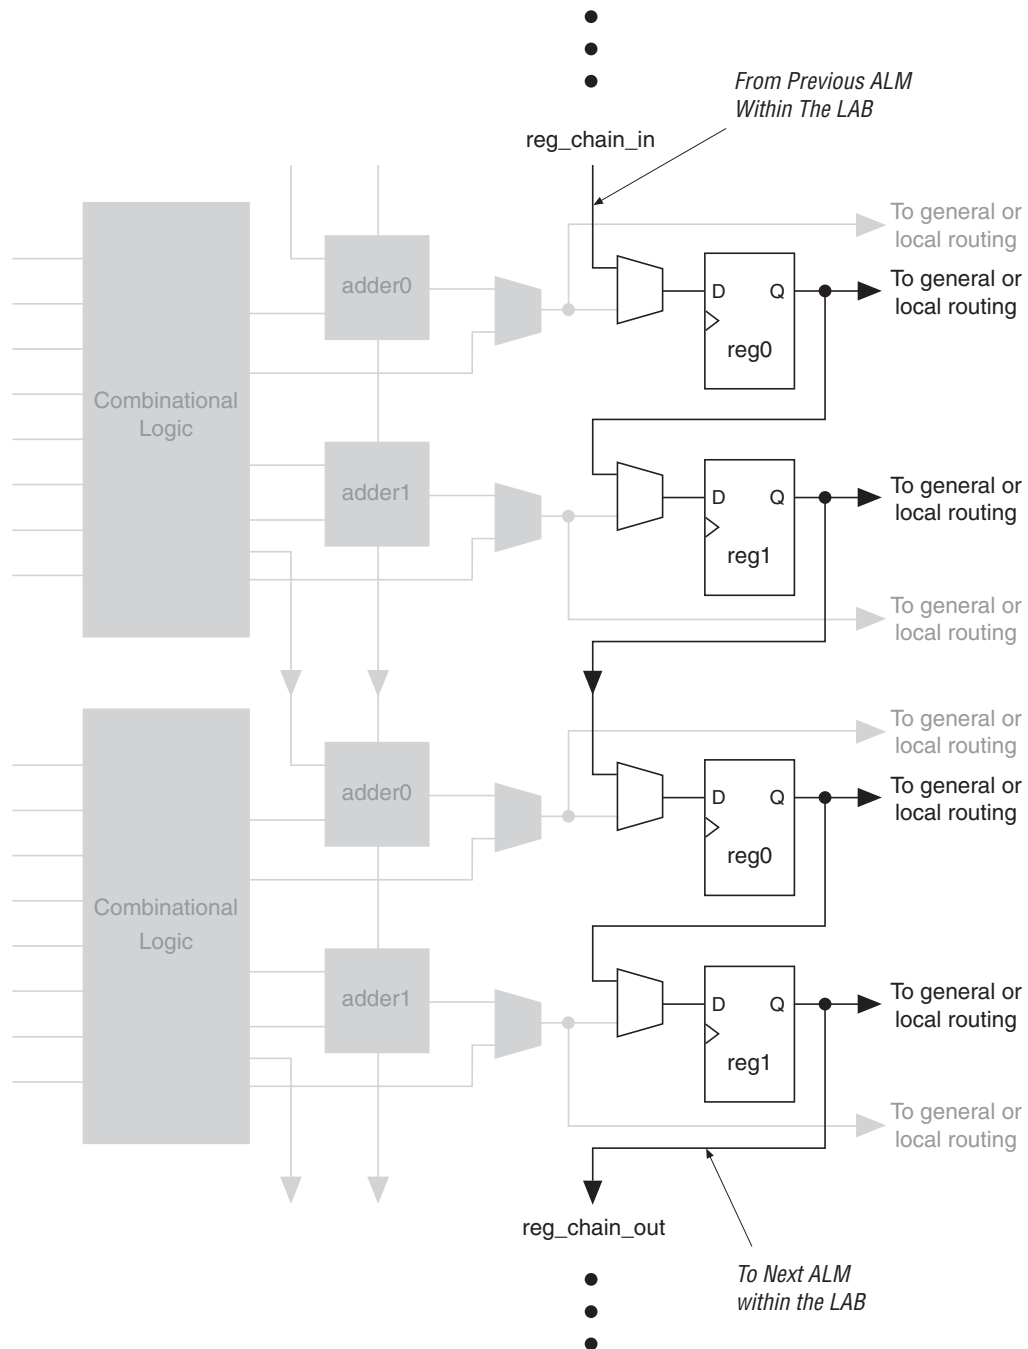 From Previous ALM
Within The LAB
reg_chain_in
To general or
local routing
adder0
D
Q
To general or
local routing
reg0
Combinational
Logic
adder1
D
Q
To general or
local routing
reg1
To general or
local routing
To general or
local routing
adder0
D
Q
To general or
local routing
reg0
Combinational
Logic
adder1
D
Q
To general or
local routing
reg1
To general or
local routing
reg_chain_out
To Next ALM
within the LAB